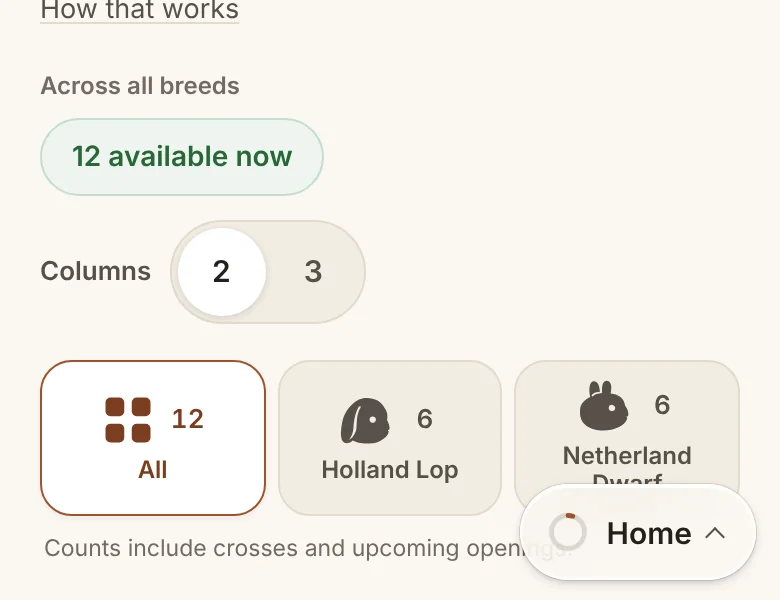 How that works
Across all breeds
12 available now
Columns 2 3
12
All
6
Holland Lop
6
Netherland
Dwarf
Counts include crosses and upcoming openings.
Home